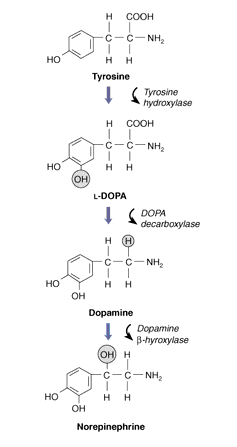 H COOH
C C NH2
HO H H
Tyrosine
Tyrosine
hydroxylase
H COOH
C C NH2
HO H H
OH
L-DOPA
DOPA
decarboxylase
H H
C C NH2
HO H H
OH
Dopamine
Dopamine
β-hyroxylase
OH H
C C NH2
HO H H
OH
Norepinephrine